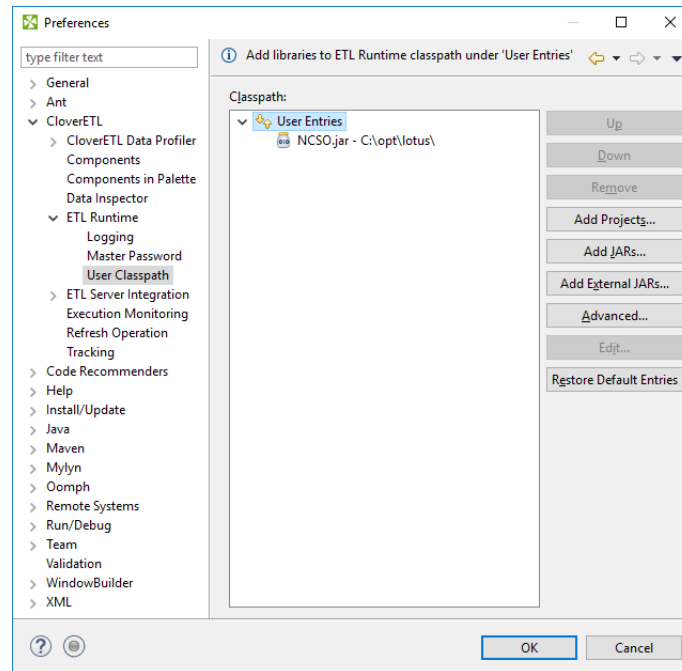 Preferences
type filter text
Add libraries to ETL Runtime classpath under 'User Entries'
General
Ant
CloverETL
CloverETL Data Profiler
Components
Components in Palette
Data Inspector
ETL Runtime
Logging
Master Password
User Classpath
ETL Server Integration
Execution Monitoring
Refresh Operation
Tracking
Code Recommenders
Help
Install/Update
Java
Maven
Mylyn
Oomph
Remote Systems
Run/Debug
Team
Validation
WindowBuilder
XML
Classpath:
User Entries
NCSO.jar - C:\opt\lotus\
Up
Down
Remove
Add Projects...
Add JARs...
Add External JARs...
Advanced...
Edit...
Restore Default Entries
OK
Cancel